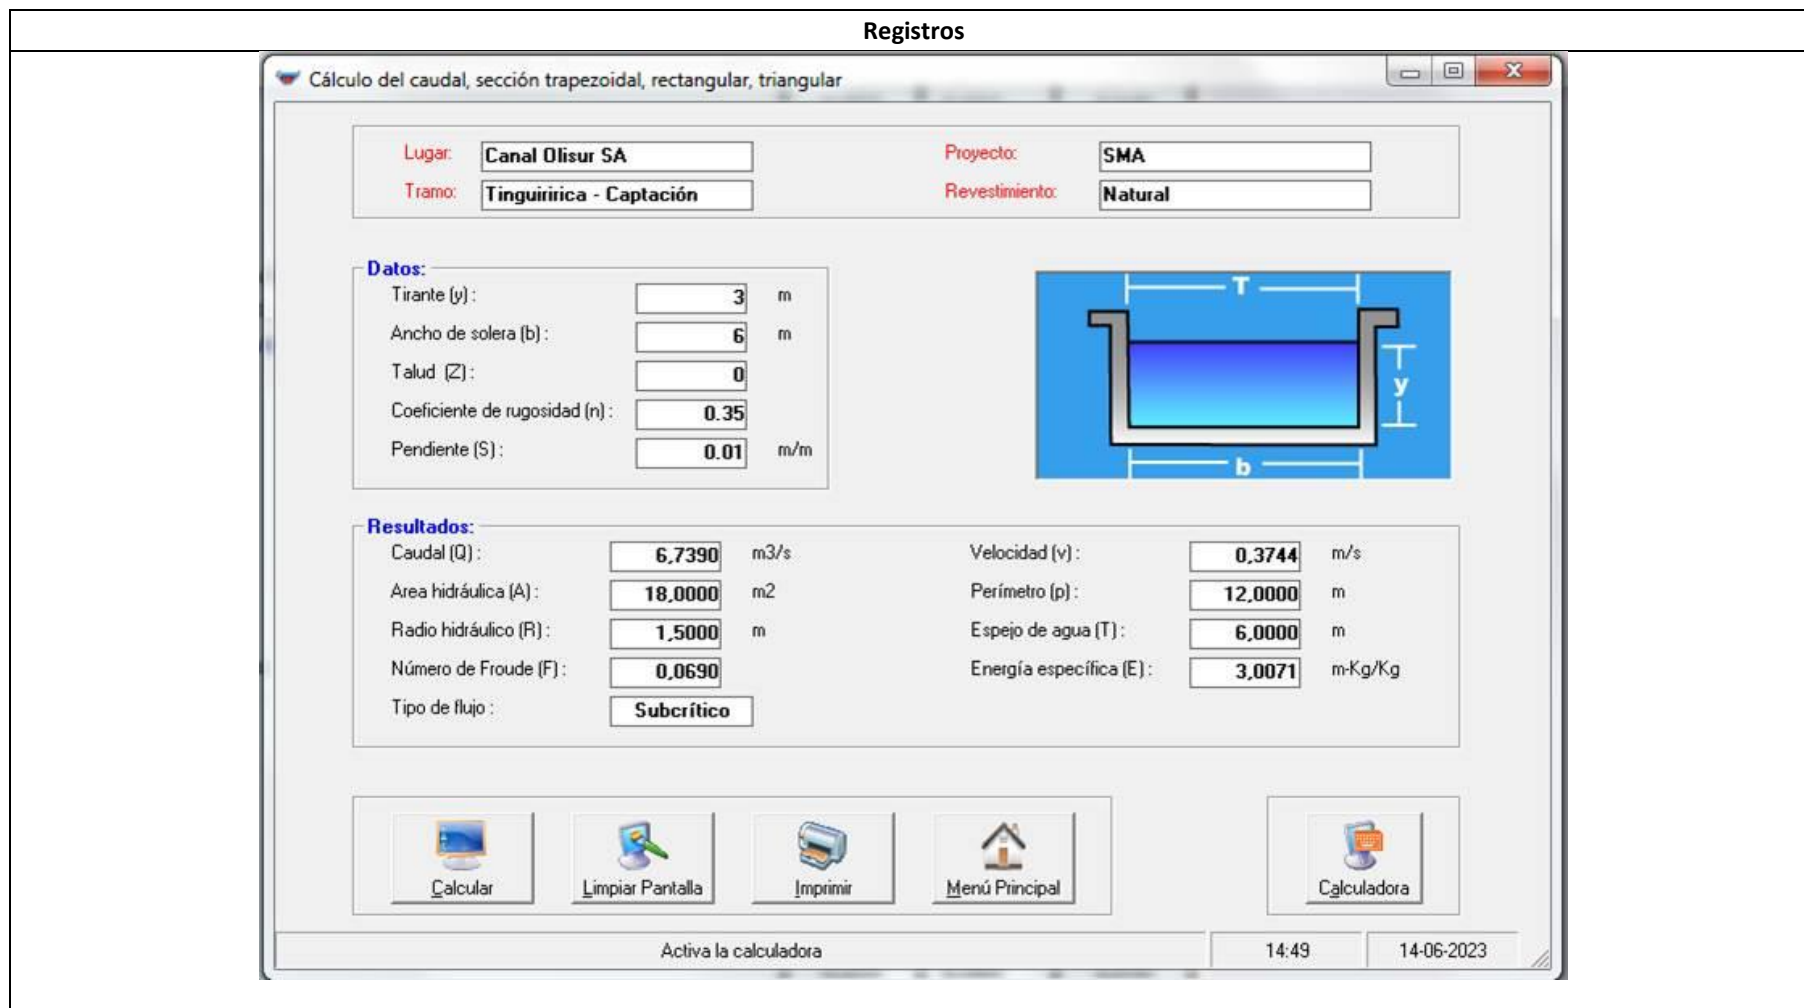 Registros
Cálculo del caudal, sección trapezoidal, rectangular, triangular
Lugar: Canal Olisur SA Proyecto: SMA
Tramo: Tinguiririca - Captación Revestimiento: Natural
Datos:
Tirante (y) : 3 m
Ancho de solera (b) : 6 m
Talud (Z) : 0
Coeficiente de rugosidad (n) : 0.35
Pendiente (S) : 0.01 m/m
T
y
b
Resultados:
Caudal (Q) : 6,7390 m3/s Velocidad (v) : 0,3744 m/s
Area hidráulica (A) : 18,0000 m2 Perímetro (p) : 12,0000 m
Radio hidráulico (R) : 1,5000 m Espejo de agua (T) : 6,0000 m
Número de Froude (F) : 0,0690 Energía específica (E) : 3,0071 m-Kg/Kg
Tipo de flujo : Subcrítico
Calcular Limpiar Pantalla Imprimir Menú Principal Calculadora
Activa la calculadora 14:49 14-06-2023